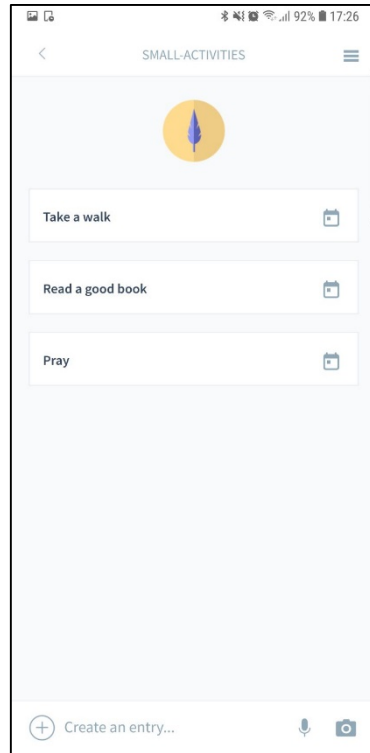 92% 17:26
SMALL-ACTIVITIES
Take a walk
Read a good book
Pray
Create an entry...